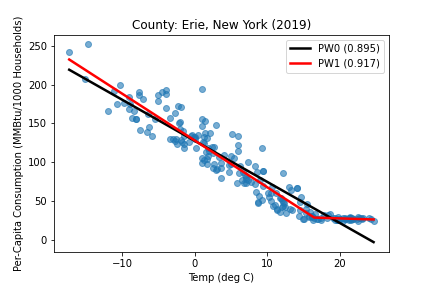 County: Erie, New York (2019)
PW0 (0.895)
PW1 (0.917)
Per-Capita Consumption (MMBtu/1000 Households)
250
200
150
100
50
0
−10
0
10
20
Temp (deg C)